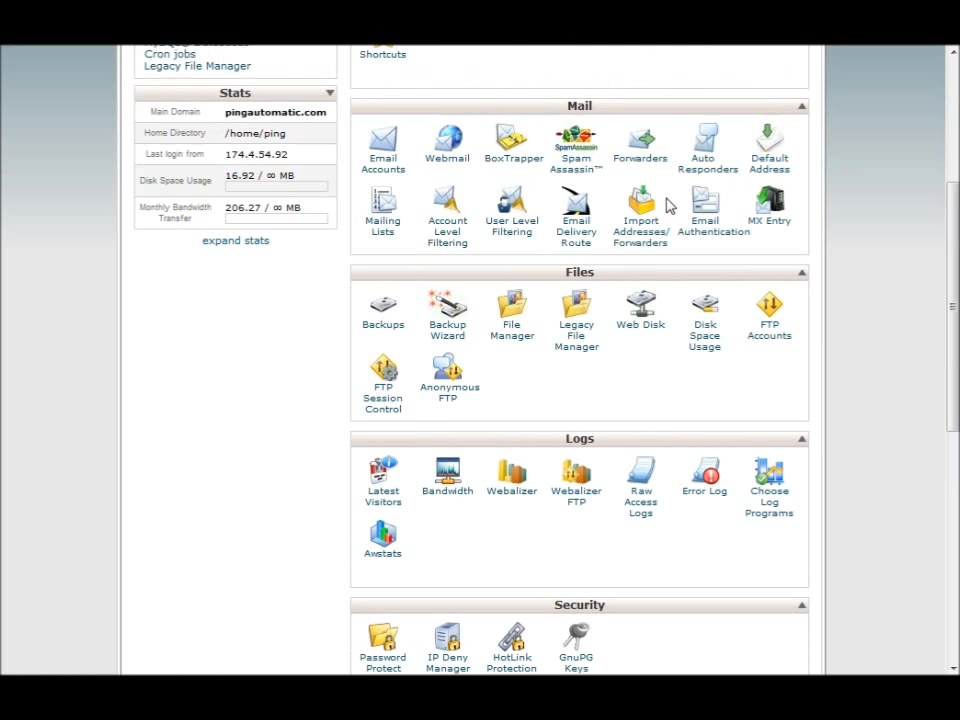 Cron jobs
Legacy File Manager
Stats
Main Domain pingautomatic.com
Home Directory /home/ping
Last login from 174.4.54.92
Disk Space Usage 16.92 / ∞ MB
Monthly Bandwidth
Transfer
206.27 / ∞ MB
expand stats
Shortcuts
Mail
Email
Accounts
Webmail
BoxTrapper
SpamAssassin
Spam
Assassin™
Forwarders
Auto
Responders
Default
Address
Mailing
Lists
Account
Level
Filtering
User Level
Filtering
Email
Delivery
Route
Import
Addresses/
Forwarders
Email
Authentication
MX Entry
Files
Backups
Backup
Wizard
File
Manager
Legacy
File
Manager
Web Disk
Disk
Space
Usage
FTP
Accounts
FTP
Session
Control
Anonymous
FTP
Logs
Latest
Visitors
Bandwidth
Webalizer
Webalizer
FTP
Raw
Access
Logs
Error Log
Choose
Log
Programs
Awstats
Security
Password
Protect
IP Deny
Manager
HotLink
Protection
GnuPG
Keys